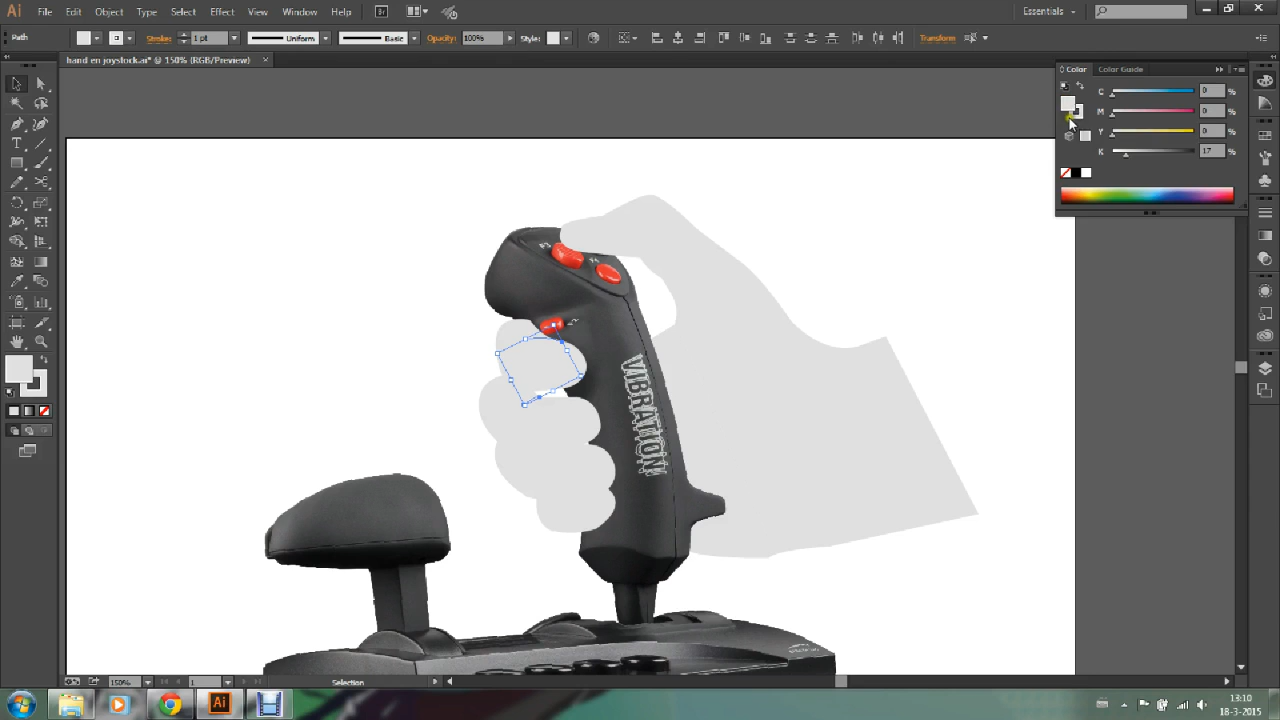 Ai File Edit Object Type Select Effect View Window Help Br Essentials
Path Stroke: 1 pt Uniform Basic Opacity: 100% Style: Transform
hand en joystock.ai* @ 150% (RGB/Preview) ×
Color Color Guide
C 0 %
M 0 %
Y 0 %
K 17 %
VIBRATION
150% 1 Selection
Ai
13:10
18-3-2015